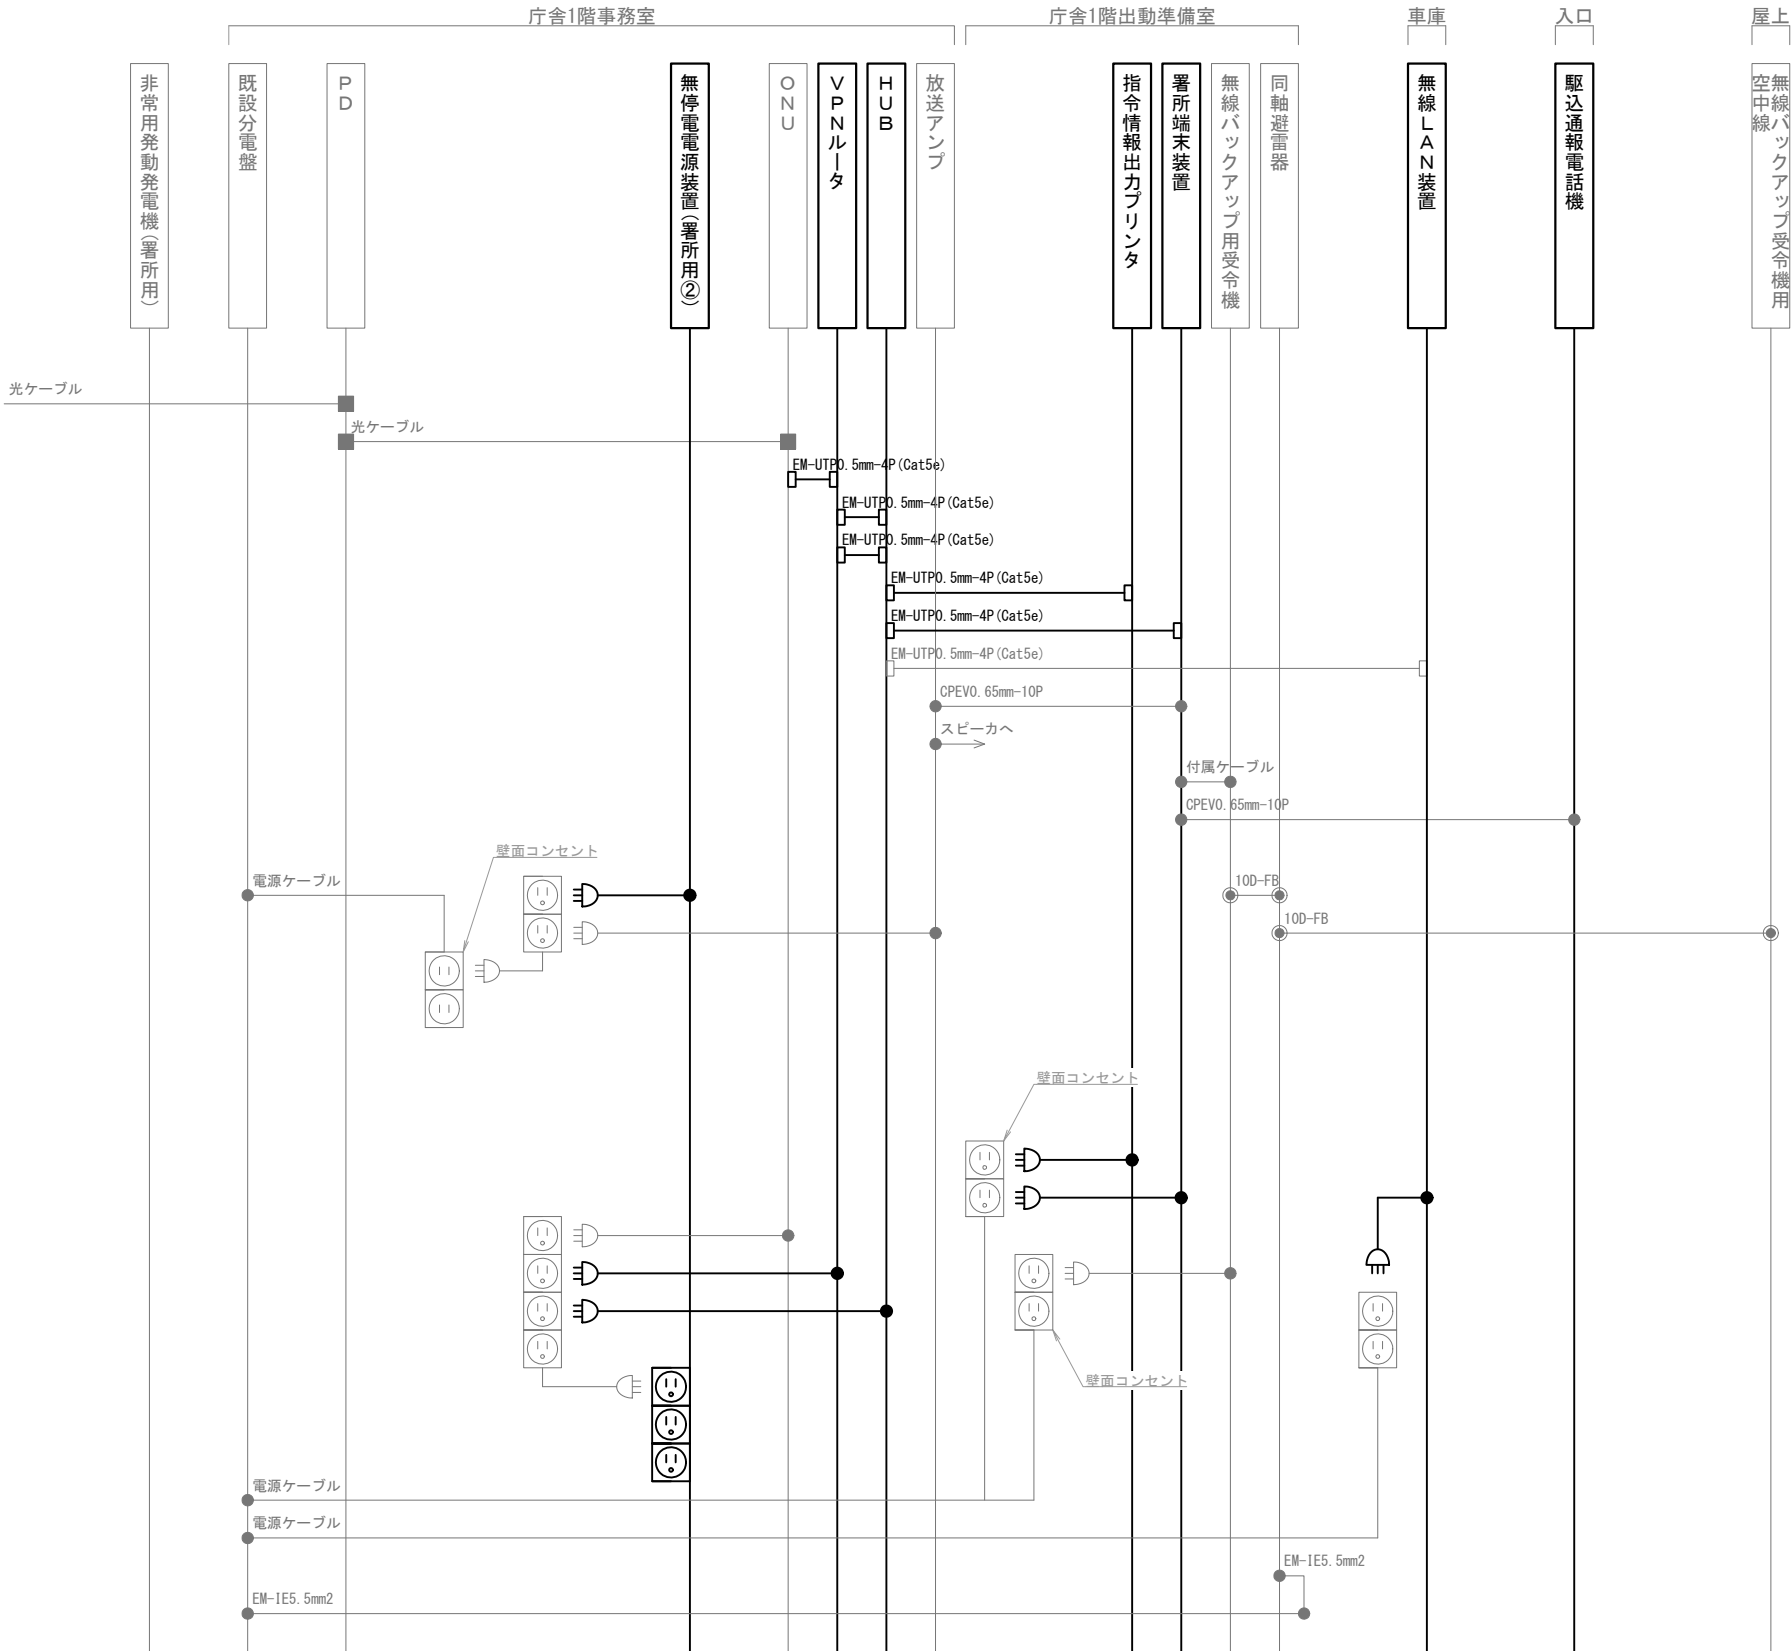 庁舎1階事務室
庁舎1階出動準備室
車庫
入口
屋上
非常用発動発電機(署所用)
既設分電盤
PD
無停電電源装置(署所用②)
ONU
VPNルータ
HUB
放送アンプ
指令情報出力プリンタ
署所端末装置
無線バックアップ用受令機
同軸避雷器
無線LAN装置
駆込通報電話機
無線バックアップ受令機用
空中線
光ケーブル
光ケーブル
EM-UTP0.5mm-4P(Cat5e)
EM-UTP0.5mm-4P(Cat5e)
EM-UTP0.5mm-4P(Cat5e)
EM-UTP0.5mm-4P(Cat5e)
EM-UTP0.5mm-4P(Cat5e)
EM-UTP0.5mm-4P(Cat5e)
CPEV0.65mm-10P
スピーカへ
付属ケーブル
CPEV0.65mm-10P
壁面コンセント
電源ケーブル
10D-FB
10D-FB
壁面コンセント
壁面コンセント
電源ケーブル
電源ケーブル
EM-IE5.5mm2
EM-IE5.5mm2